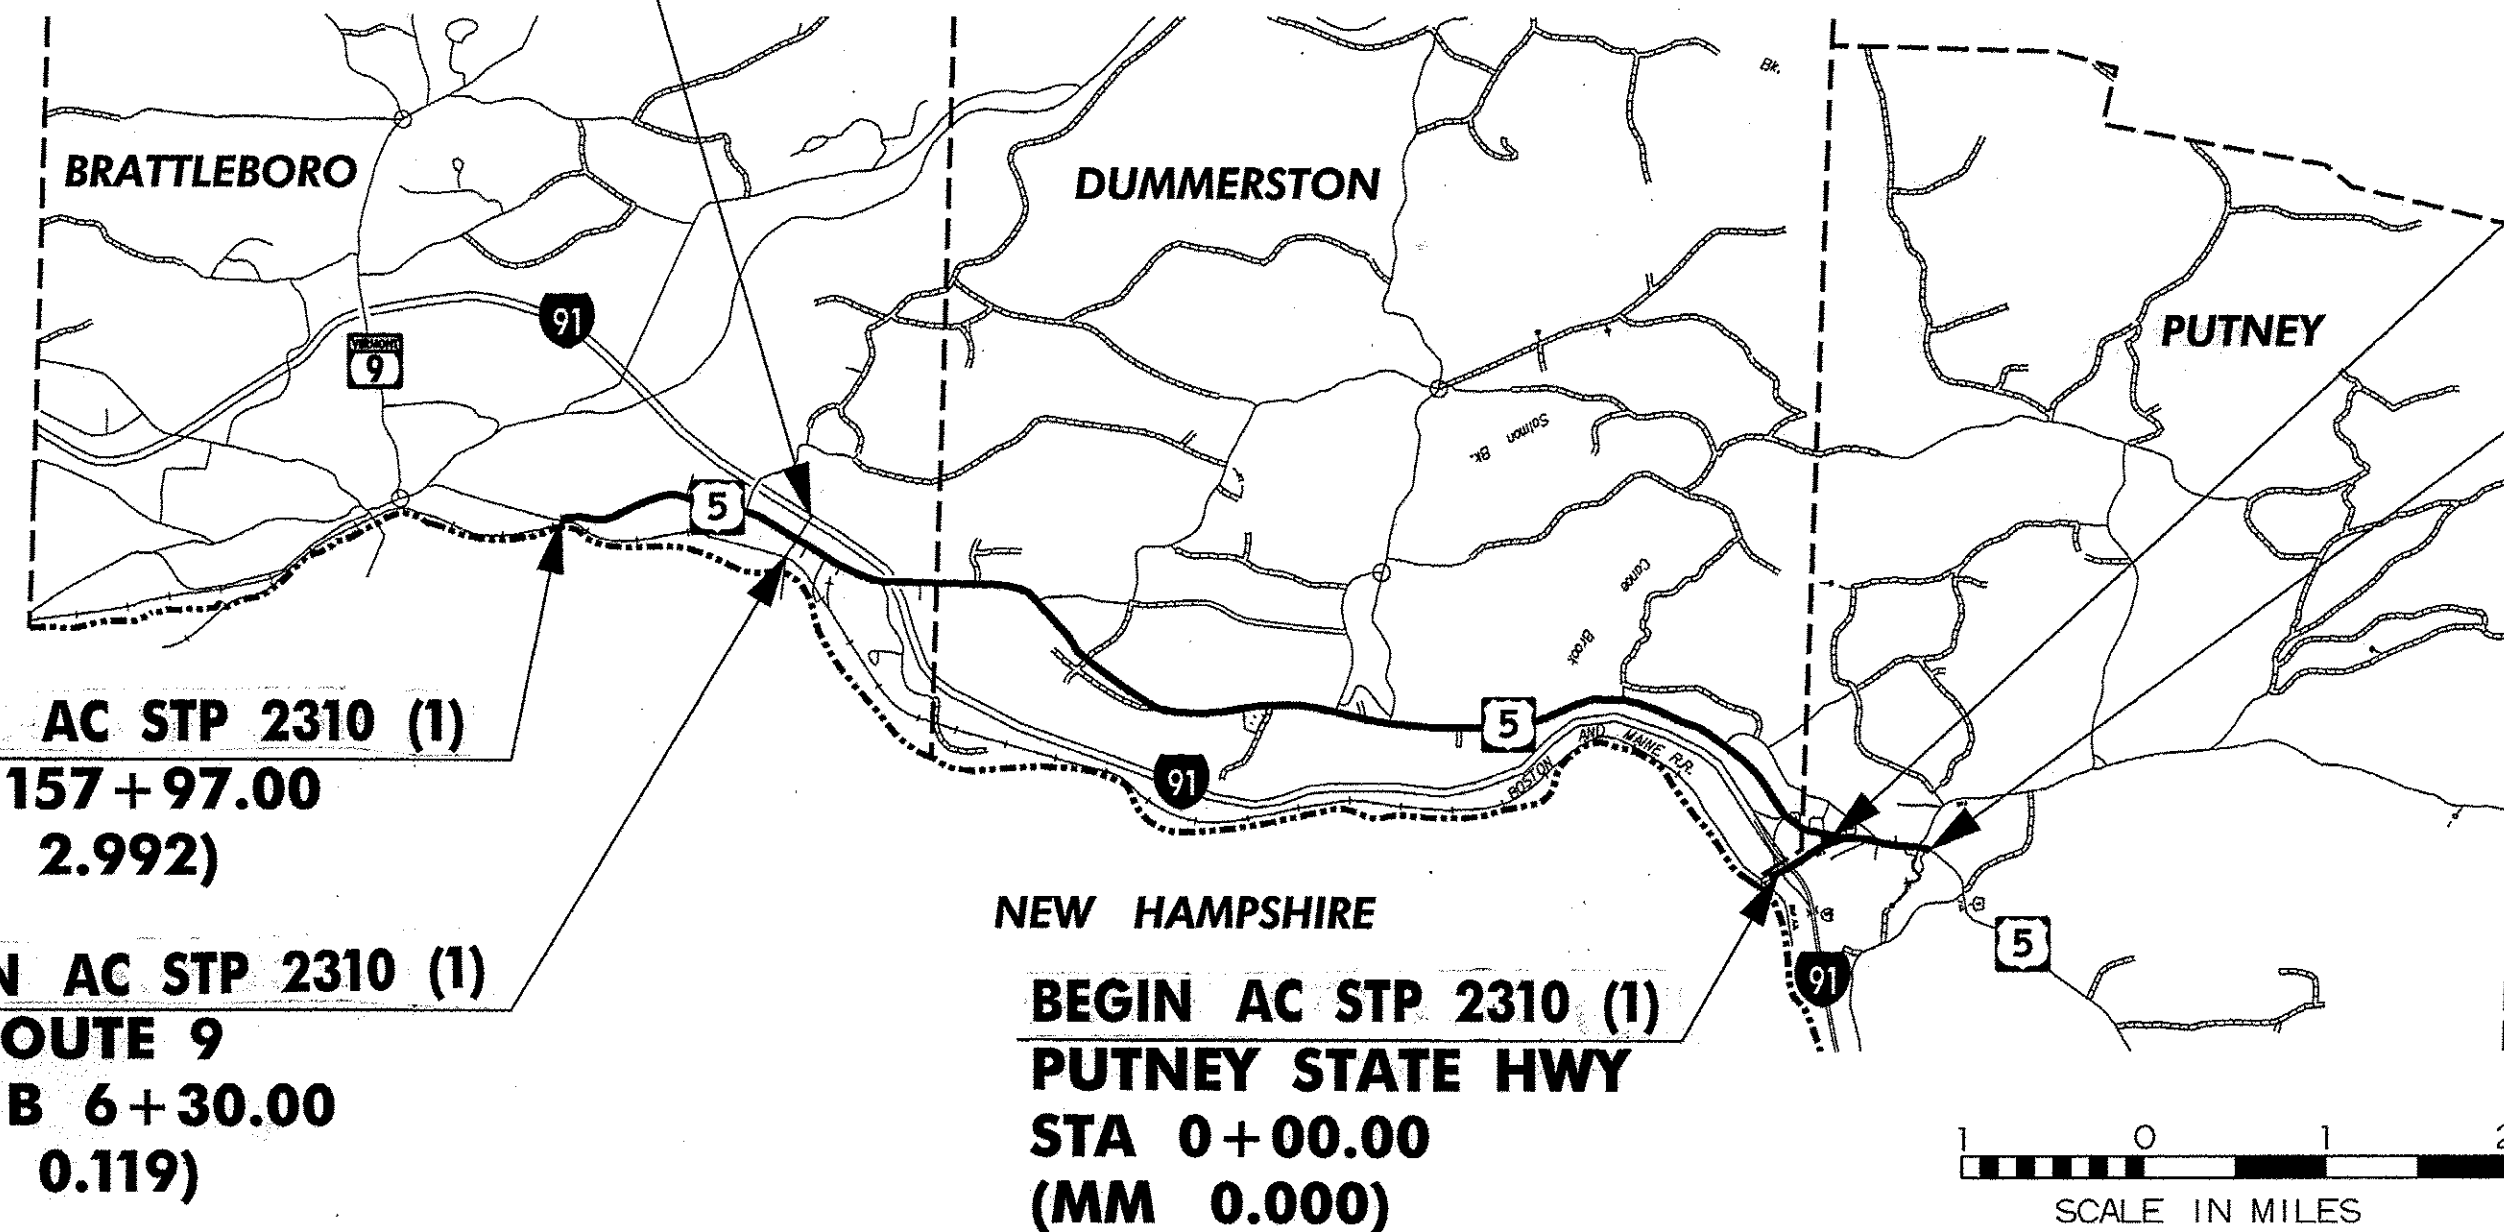 Bk.
BRATTLEBORO
DUMMERSTON
PUTNEY
91
VERMONT
9
Salmon Bk.
5
Canoe Brook
AC STP 2310 (1)
157+97.00
2.992)
5
BOSTON AND MAINE R.R.
91
NEW HAMPSHIRE
5
91
N AC STP 2310 (1)
OUTE 9
B 6+30.00
0.119)
BEGIN AC STP 2310 (1)
PUTNEY STATE HWY
STA 0+00.00
(MM 0.000)
1 0 1 2
SCALE IN MILES